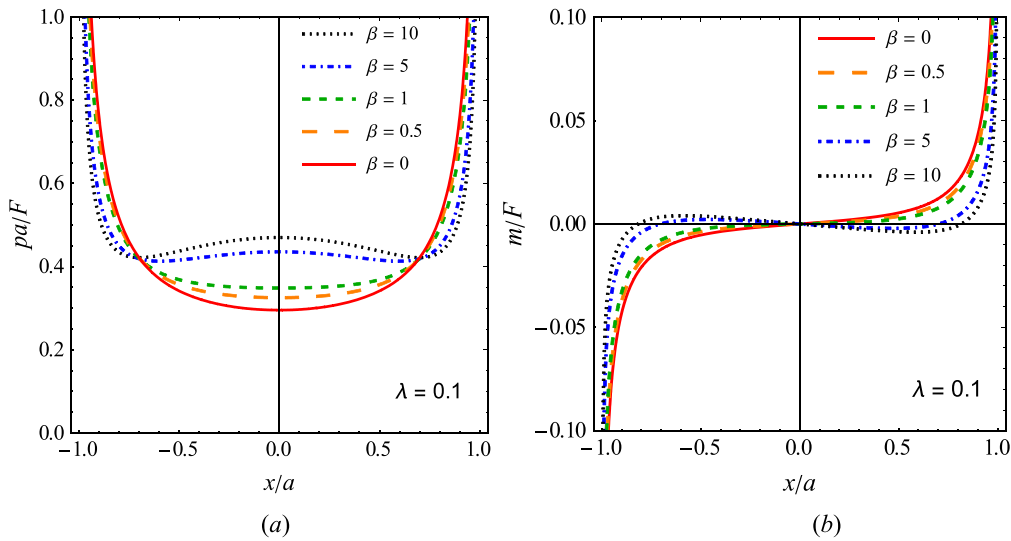 pa/F
1.0
0.8
0.6
0.4
0.2
0.0
β = 10
β = 5
β = 1
β = 0.5
β = 0
λ = 0.1
−1.0 −0.5 0.0 0.5 1.0
x/a
(a)
m/F
0.10
0.05
0.00
−0.05
−0.10
β = 0
β = 0.5
β = 1
β = 5
β = 10
λ = 0.1
−1.0 −0.5 0.0 0.5 1.0
x/a
(b)